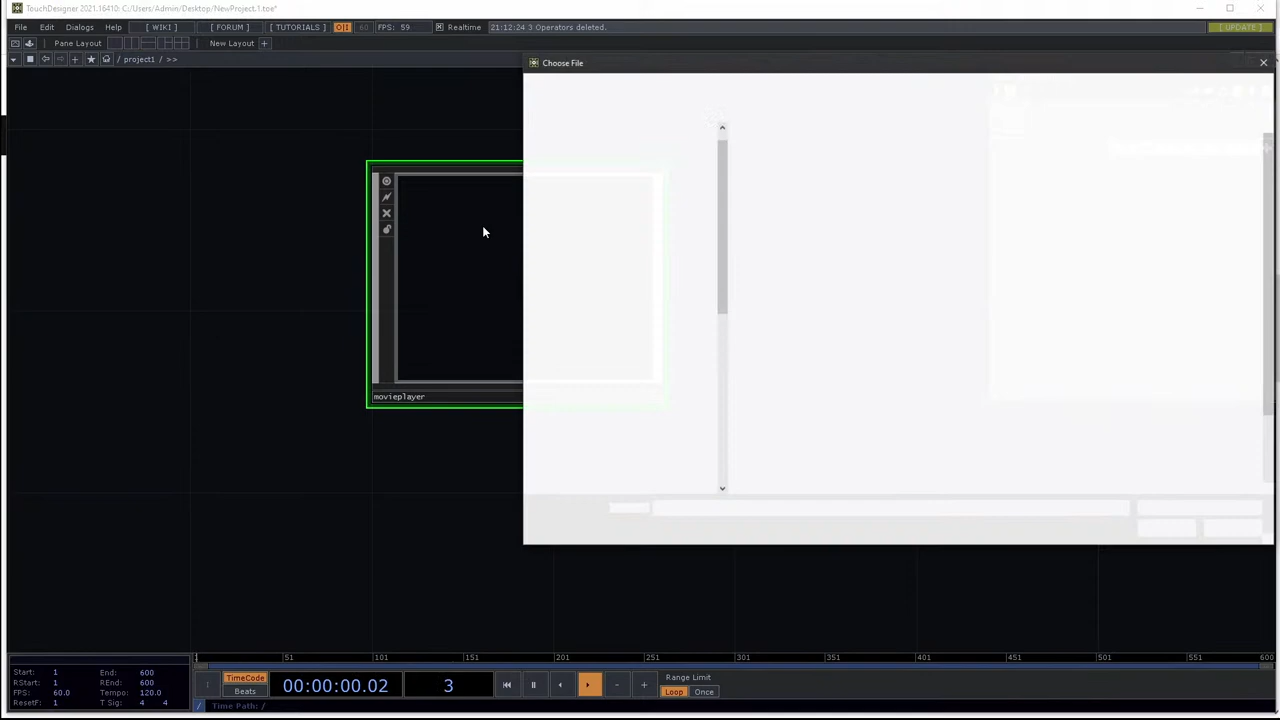 TouchDesigner 2021.16410: C:/Users/Admin/Desktop/NewProject.1.toe*
File Edit Dialogs Help [ WIKI ] [ FORUM ] [ TUTORIALS ] O|I 60 FPS: 59 Realtime 21:12:24 3 Operators deleted. [ UPDATE ]
Pane Layout New Layout +
/ project1 / >>
Choose File
movieplayer
1 51 101 151 201 251 301 351 401 451 501 551 600
Start: 1 End: 600
RStart: 1 REnd: 600
FPS: 60.0 Tempo: 120.0
ResetF: 1 T Sig: 4 4
TimeCode
Beats
00:00:00.02
3
Range Limit
Loop Once
/ Time Path: /